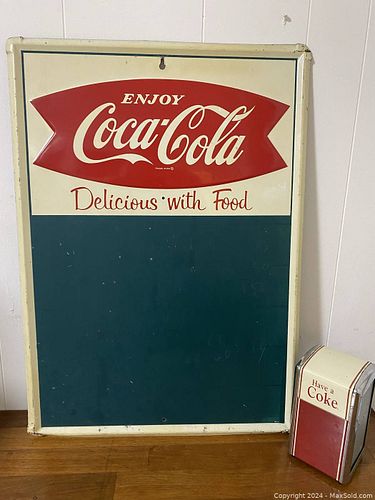 ENJOY
Coca-Cola
Delicious • with Food
Have a
Coke
Copyright 2024 - MaxSold.com